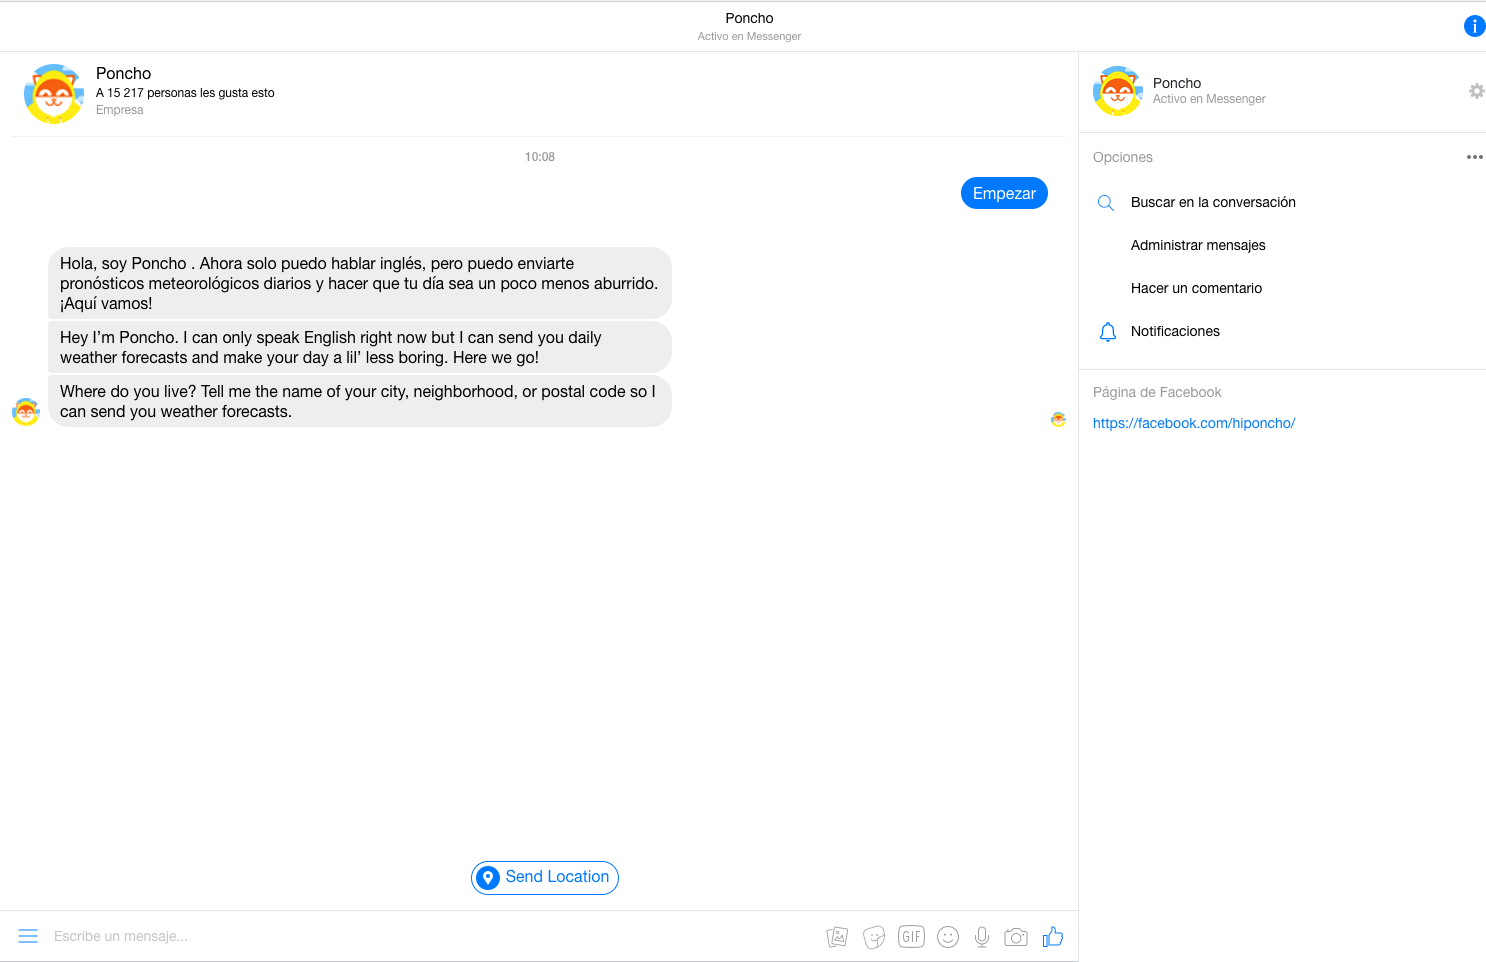 Poncho
Activo en Messenger
Poncho
A 15 217 personas les gusta esto
Empresa
10:08
Empezar
Hola, soy Poncho . Ahora solo puedo hablar inglés, pero puedo enviarte
pronósticos meteorológicos diarios y hacer que tu día sea un poco menos aburrido.
¡Aquí vamos!
Hey I’m Poncho. I can only speak English right now but I can send you daily
weather forecasts and make your day a lil’ less boring. Here we go!
Where do you live? Tell me the name of your city, neighborhood, or postal code so I
can send you weather forecasts.
Send Location
Escribe un mensaje...
GIF
Poncho
Activo en Messenger
Opciones
Buscar en la conversación
Administrar mensajes
Hacer un comentario
Notificaciones
Página de Facebook
https://facebook.com/hiponcho/